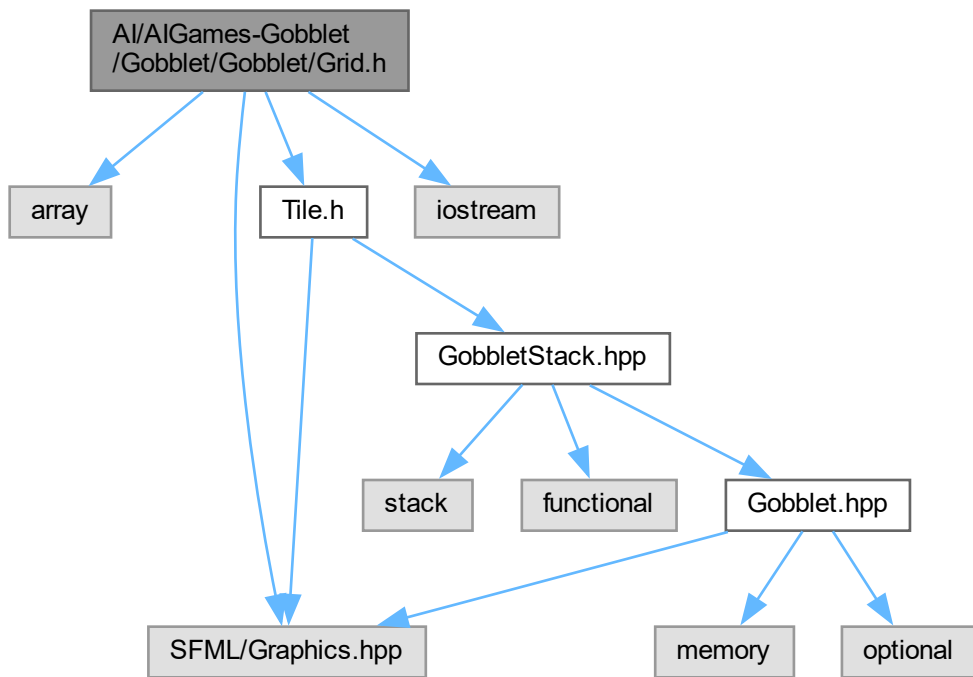 AI/AIGames-Gobblet
/Gobblet/Gobblet/Grid.h
array
Tile.h
iostream
GobbletStack.hpp
stack
functional
Gobblet.hpp
SFML/Graphics.hpp
memory
optional